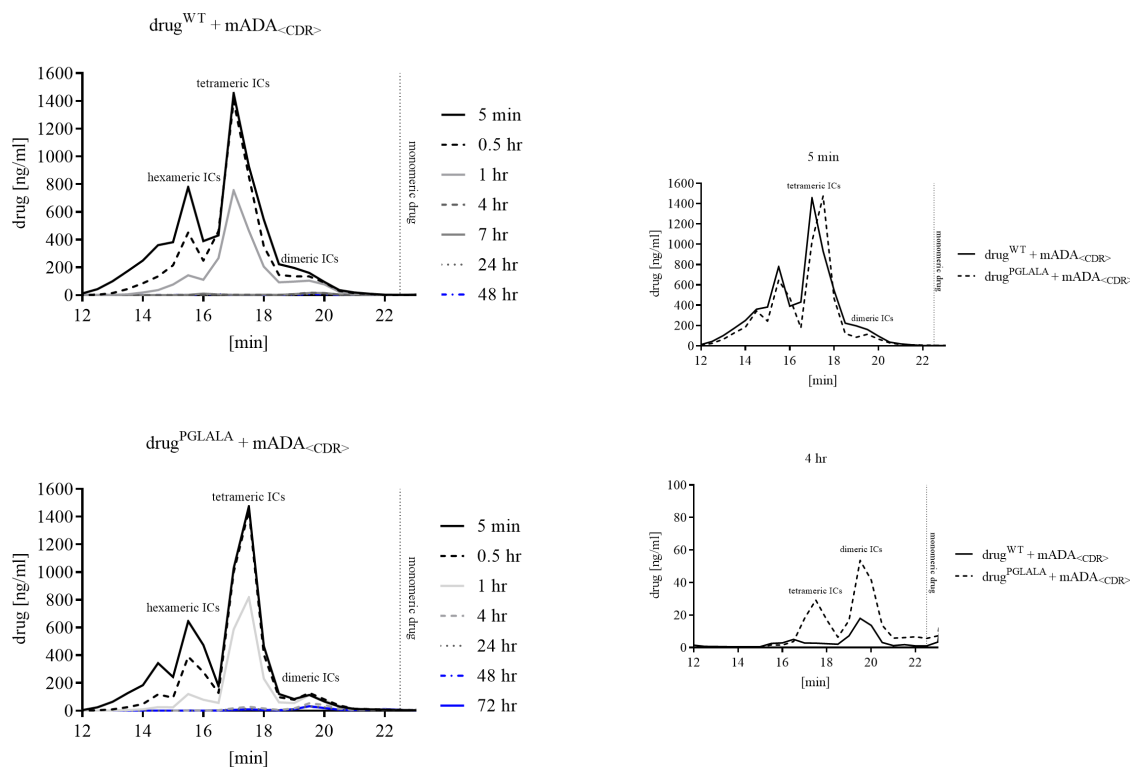 drugWT + mADA<CDR>
1600
1400
1200
1000
800
600
400
200
0
drug [ng/ml]
tetrameric ICs
hexameric ICs
dimeric ICs
monomeric drug
12 14 16 18 20 22
[min]
5 min
0.5 hr
1 hr
4 hr
7 hr
24 hr
48 hr
5 min
1600
1400
1200
1000
800
600
400
200
0
drug [ng/ml]
tetrameric ICs
dimeric ICs
monomeric drug
12 14 16 18 20 22
[min]
drugWT + mADA<CDR>
drugPGLALA + mADA<CDR>
drugPGLALA + mADA<CDR>
1600
1400
1200
1000
800
600
400
200
0
drug [ng/ml]
tetrameric ICs
hexameric ICs
dimeric ICs
monomeric drug
12 14 16 18 20 22
[min]
5 min
0.5 hr
1 hr
4 hr
24 hr
48 hr
72 hr
4 hr
100
80
60
40
20
0
drug [ng/ml]
tetrameric ICs
dimeric ICs
monomeric drug
12 14 16 18 20 22
[min]
drugWT + mADA<CDR>
drugPGLALA + mADA<CDR>